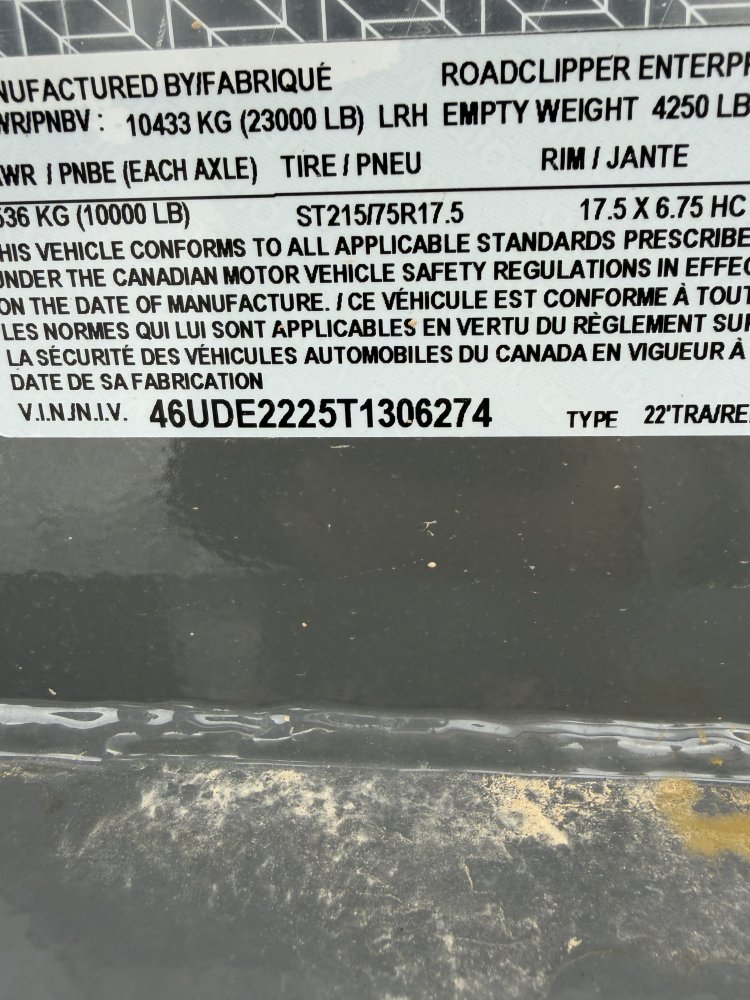 NUFACTURED BY/FABRIQUÉ ROADCLIPPER ENTERPR
WR/PNBV : 10433 KG (23000 LB) LRH EMPTY WEIGHT 4250 LB
WR / PNBE (EACH AXLE) TIRE / PNEU RIM / JANTE
536 KG (10000 LB) ST215/75R17.5 17.5 X 6.75 HC
HIS VEHICLE CONFORMS TO ALL APPLICABLE STANDARDS PRESCRIBE
UNDER THE CANADIAN MOTOR VEHICLE SAFETY REGULATIONS IN EFFEC
ON THE DATE OF MANUFACTURE. / CE VÉHICULE EST CONFORME À TOUT
LES NORMES QUI LUI SONT APPLICABLES EN VERTU DU RÈGLEMENT SUR
LA SÉCURITÉ DES VÉHICULES AUTOMOBILES DU CANADA EN VIGUEUR À
DATE DE SA FABRICATION
V.I.N./N.I.V. 46UDE2225T1306274 TYPE 22'TRA/RE